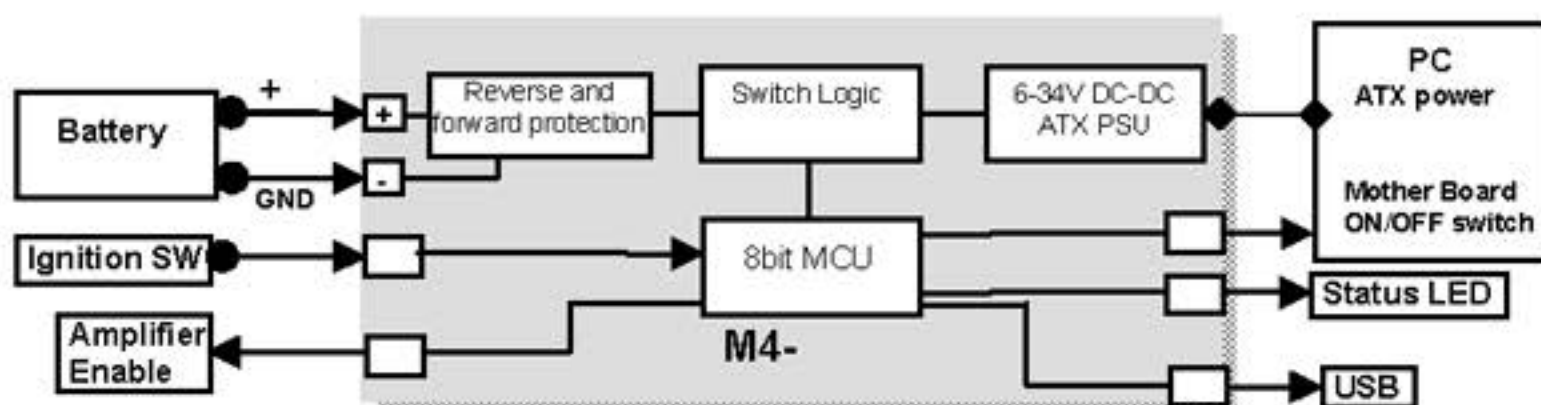 Battery
+
GND
+
-
Reverse and
forward protection
Switch Logic
6-34V DC-DC
ATX PSU
PC
ATX power
Mother Board
ON/OFF switch
Ignition SW
8bit MCU
M4-
Status LED
Amplifier
Enable
USB